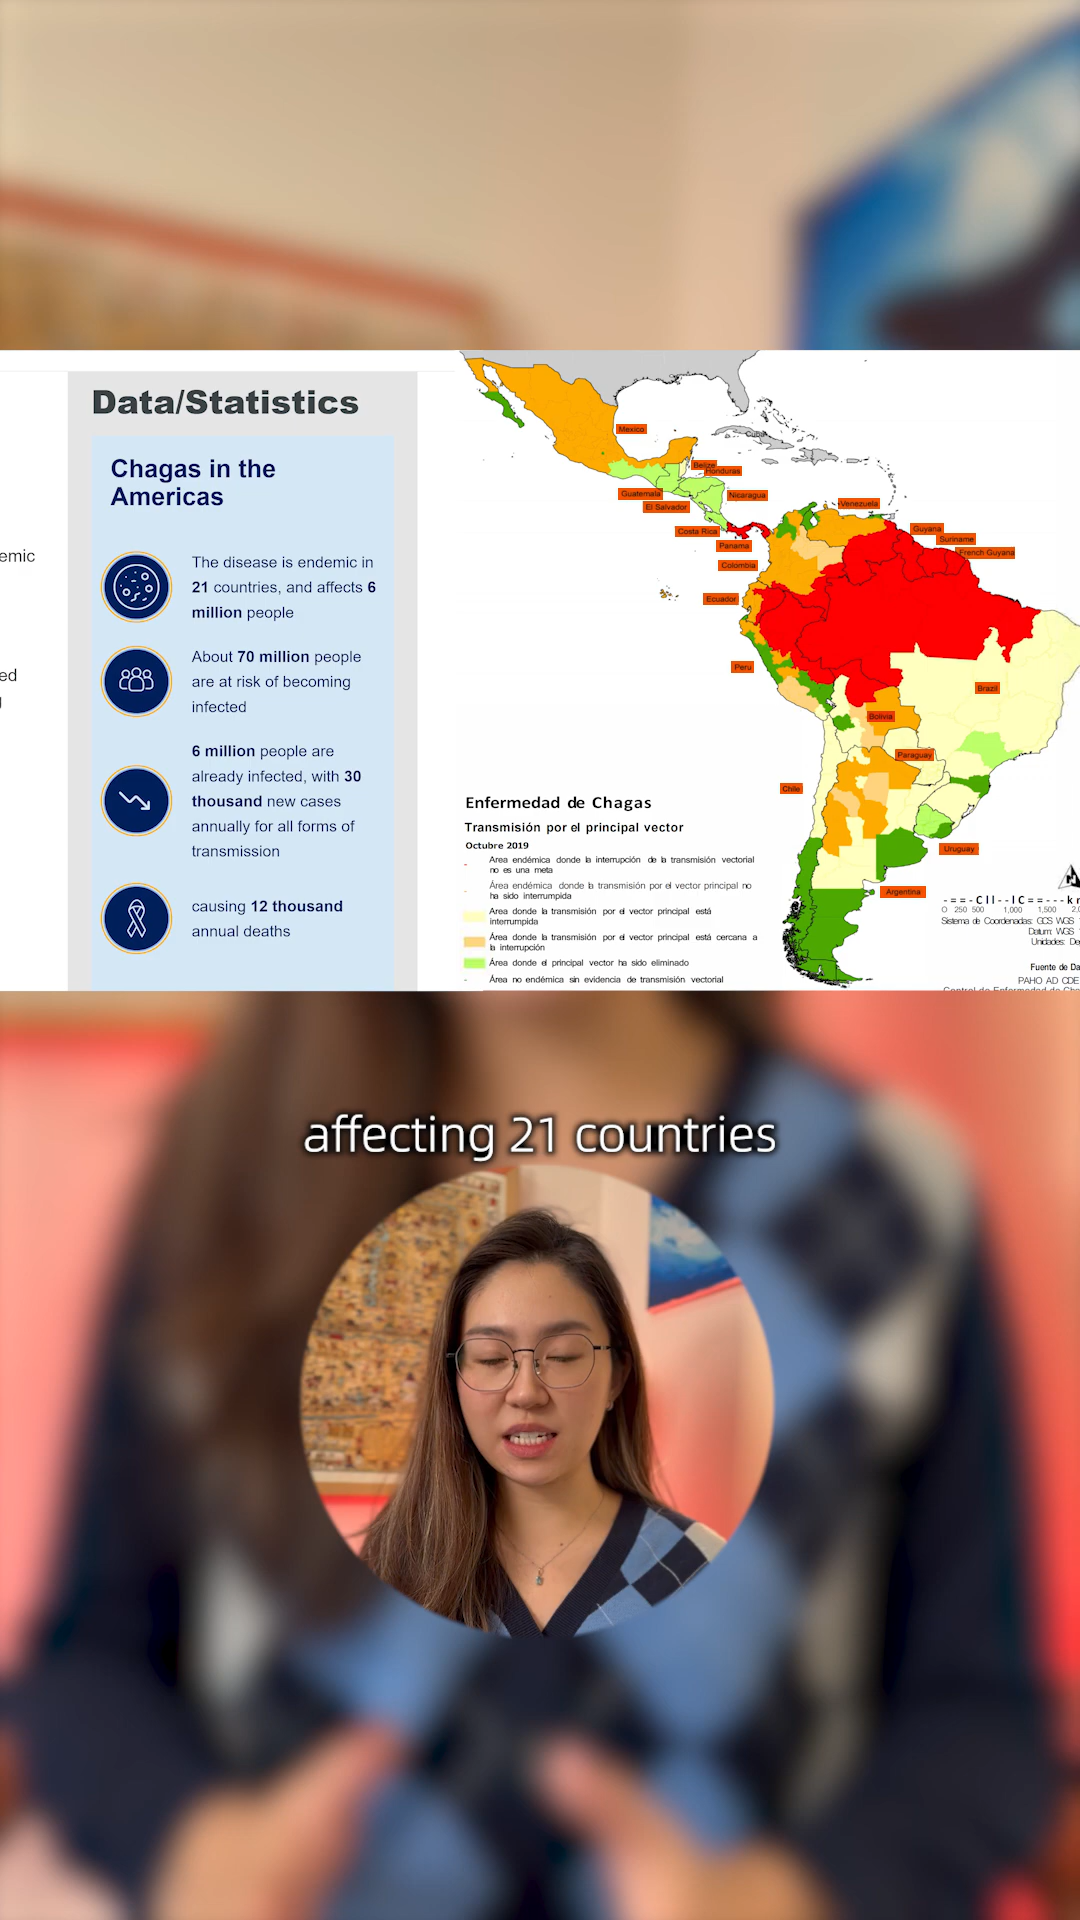 Data/Statistics
Chagas in the
Americas
emic
The disease is endemic in
21 countries, and affects 6
million people
About 70 million people
are at risk of becoming
infected
ed
6 million people are
already infected, with 30
thousand new cases
annually for all forms of
transmission
causing 12 thousand
annual deaths
Mexico
Cuba
Belize
Honduras
Guatemala
Nicaragua
El Salvador
Venezuela
Costa Rica
Guyana
Panama
Suriname
French Guyana
Colombia
Ecuador
Peru
Brazil
Bolivia
Paraguay
Chile
Uruguay
Argentina
Enfermedad de Chagas
Transmisión por el principal vector
Octubre 2019
Area endémica donde la interrupción de la transmisión vectorial
no es una meta
Área endémica donde la transmisión por el vector principal no
ha sido interrumpida
Area donde la transmisión por el vector principal está
interrumpida
Área donde la transmisión por el vector principal está cercana a
la interrupción
Área donde el principal vector ha sido eliminado
Área no endémica sin evidencia de transmisión vectorial
0 250 500 1,000 1,500
Sistema de Coordenadas: GCS WGS
Datum: WGS
Unidades: De
Fuente de Da
PAHO AD CDE
affecting 21 countries